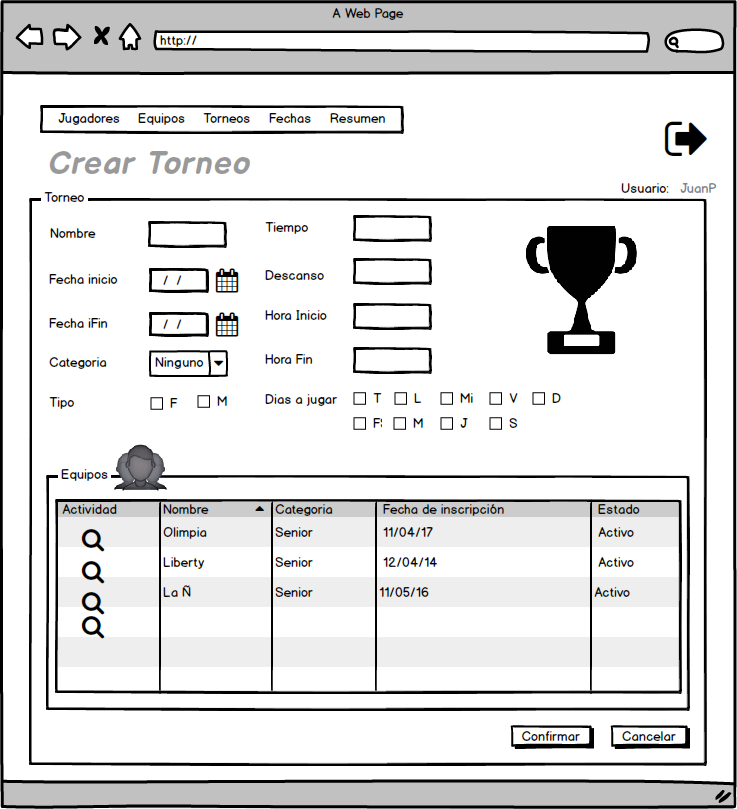 A Web Page
http://
Jugadores Equipos Torneos Fechas Resumen
Crear Torneo
Usuario: JuanP
Torneo
Nombre
Tiempo
Fecha inicio / /
Descanso
Fecha iFin / /
Hora Inicio
Categoria Ninguno
Hora Fin
Tipo F M
Dias a jugar T L Mi V D
F M J S
Equipos
Actividad Nombre Categoria Fecha de inscripción Estado
Olimpia Senior 11/04/17 Activo
Liberty Senior 12/04/14 Activo
La Ñ Senior 11/05/16 Activo
Confirmar Cancelar